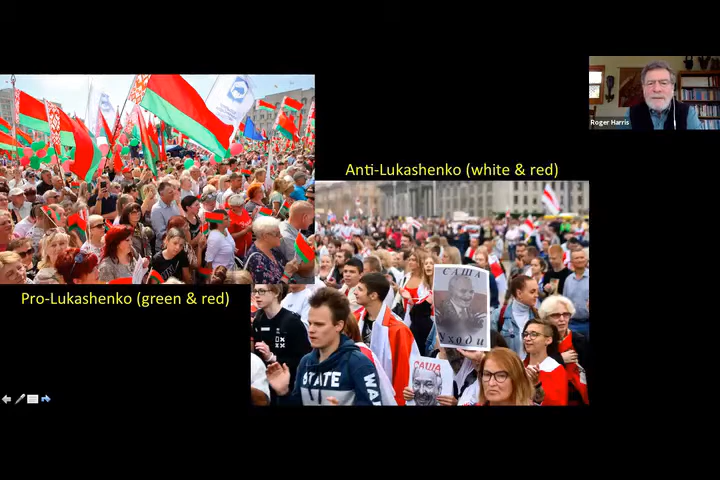 Roger Harris
Anti-Lukashenko (white & red)
Pro-Lukashenko (green & red)
САША
УХОДИ
САША
STATE